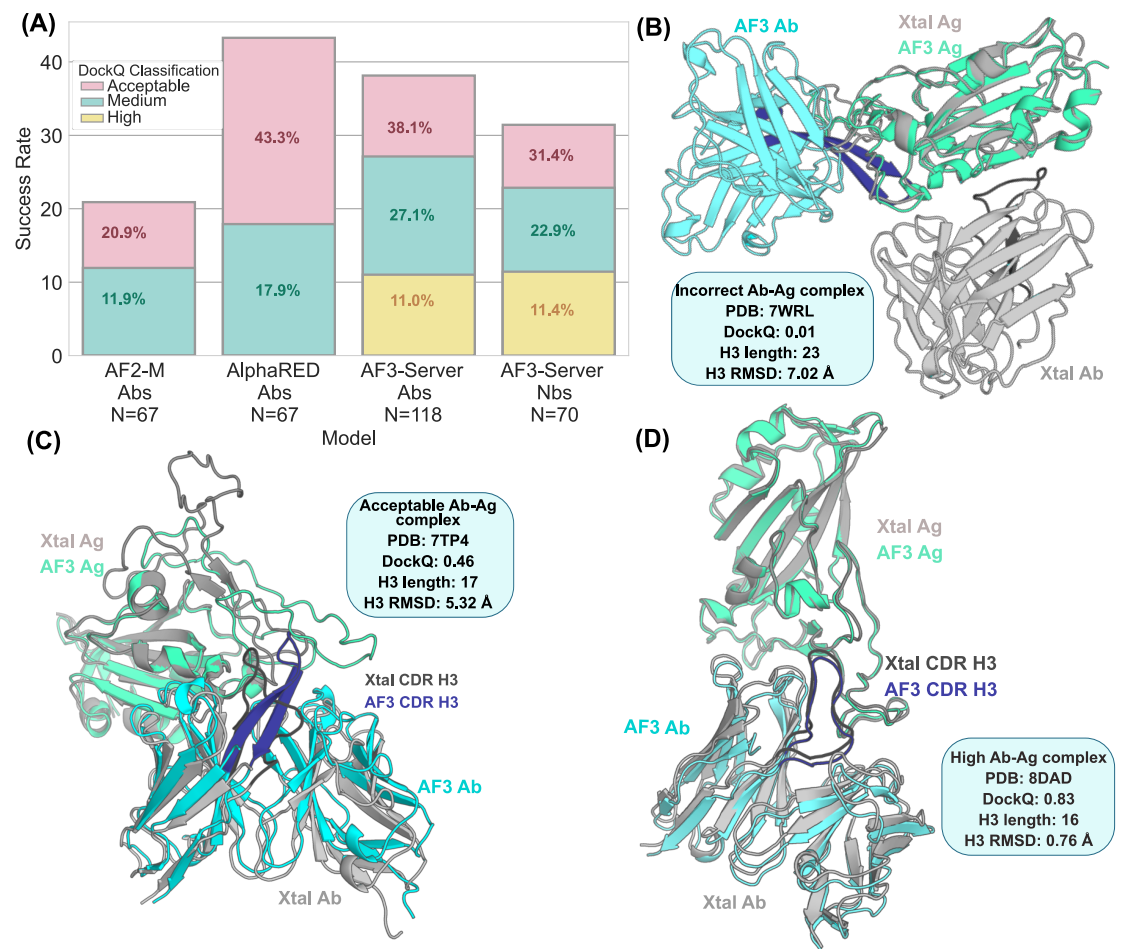 (A)
Success Rate
40
30
20
10
0
DockQ Classification
Acceptable
Medium
High
20.9%
11.9%
43.3%
17.9%
38.1%
27.1%
11.0%
31.4%
22.9%
11.4%
AF2-M
Abs
N=67
AlphaRED
Abs
N=67
AF3-Server
Abs
N=118
AF3-Server
Nbs
N=70
Model
(B)
AF3 Ab
Xtal Ag
AF3 Ag
Incorrect Ab-Ag complex
PDB: 7WRL
DockQ: 0.01
H3 length: 23
H3 RMSD: 7.02 Å
Xtal Ab
(C)
Xtal Ag
AF3 Ag
Acceptable Ab-Ag
complex
PDB: 7TP4
DockQ: 0.46
H3 length: 17
H3 RMSD: 5.32 Å
Xtal CDR H3
AF3 CDR H3
AF3 Ab
Xtal Ab
(D)
Xtal Ag
AF3 Ag
Xtal CDR H3
AF3 CDR H3
AF3 Ab
High Ab-Ag complex
PDB: 8DAD
DockQ: 0.83
H3 length: 16
H3 RMSD: 0.76 Å
Xtal Ab